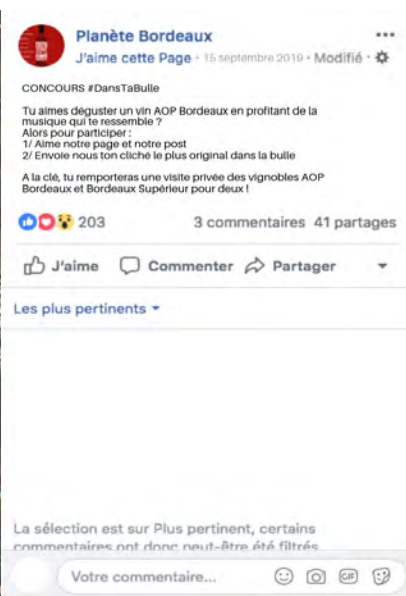 Planète Bordeaux
J'aime cette Page · 15 septembre 2019 · Modifié ·
CONCOURS #DansTaBulle
Tu aimes déguster un vin AOP Bordeaux en profitant de la
musique qui te ressemble ?
Alors pour participer :
1/ Aime notre page et notre post
2/ Envoie nous ton cliché le plus original dans la bulle
A la clé, tu remporteras une visite privée des vignobles AOP
Bordeaux et Bordeaux Supérieur pour deux !
203 3 commentaires 41 partages
J'aime Commenter Partager
Les plus pertinents
La sélection est sur Plus pertinent, certains
commentaires ont donc peut-être été filtrés
Votre commentaire... GIF